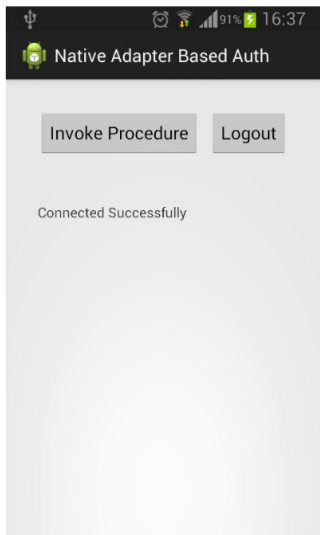 91% 16:37
Native Adapter Based Auth
Invoke Procedure Logout
Connected Successfully